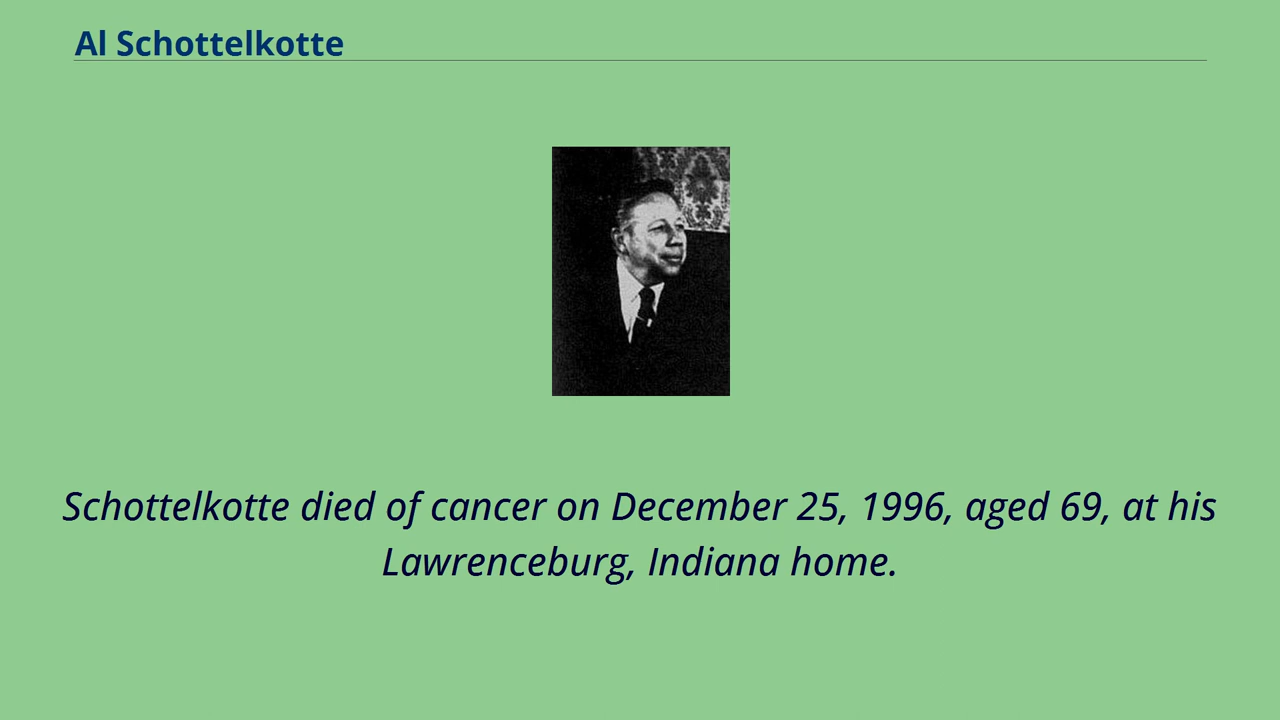 Al Schottelkotte
Schottelkotte died of cancer on December 25, 1996, aged 69, at his
Lawrenceburg, Indiana home.